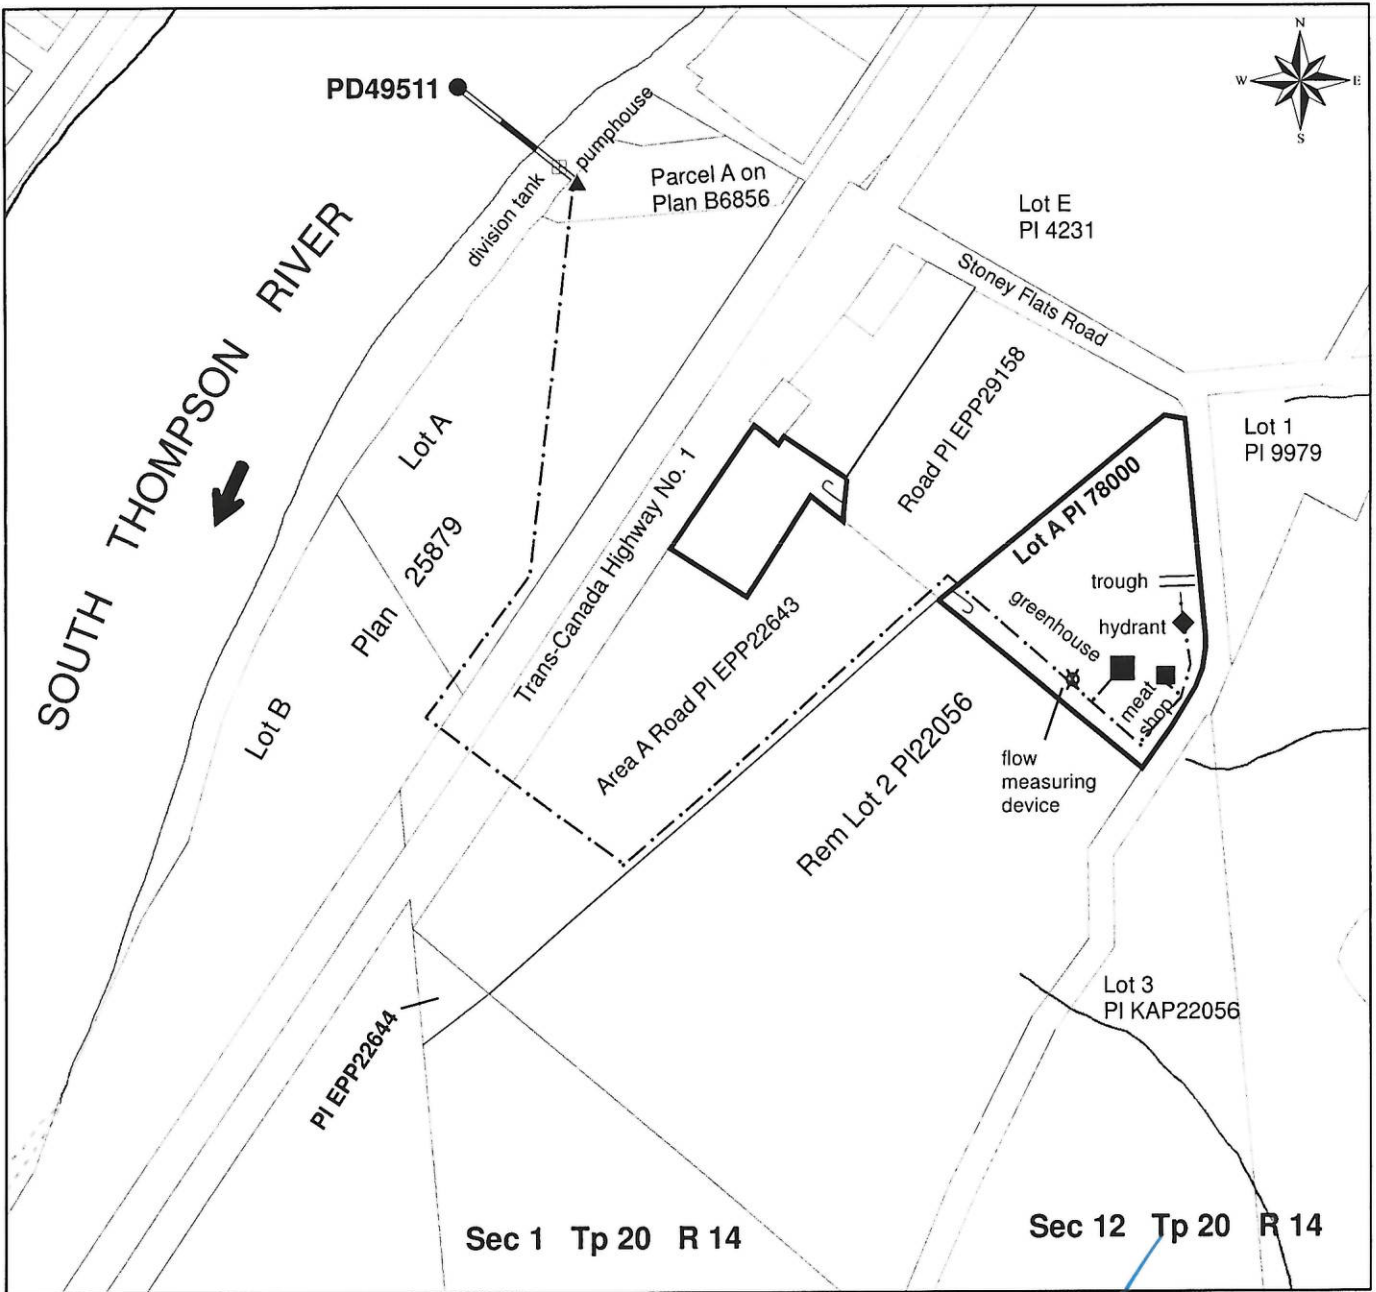 N
W E
S
PD49511
pumphouse
division tank
Parcel A on
Plan B6856
Lot E
Pl 4231
Stoney Flats Road
SOUTH THOMPSON RIVER
Lot A
Plan 25879
Lot B
Trans-Canada Highway No. 1
Road Pl EPP29158
Lot 1
Pl 9979
Lot A Pl 78000
trough
hydrant
greenhouse
meat
shop
flow
measuring
device
Area A Road Pl EPP22643
Rem Lot 2 Pl22056
Lot 3
Pl KAP22056
Pl EPP22644
Sec 1 Tp 20 R 14
Sec 12 Tp 20 R 14